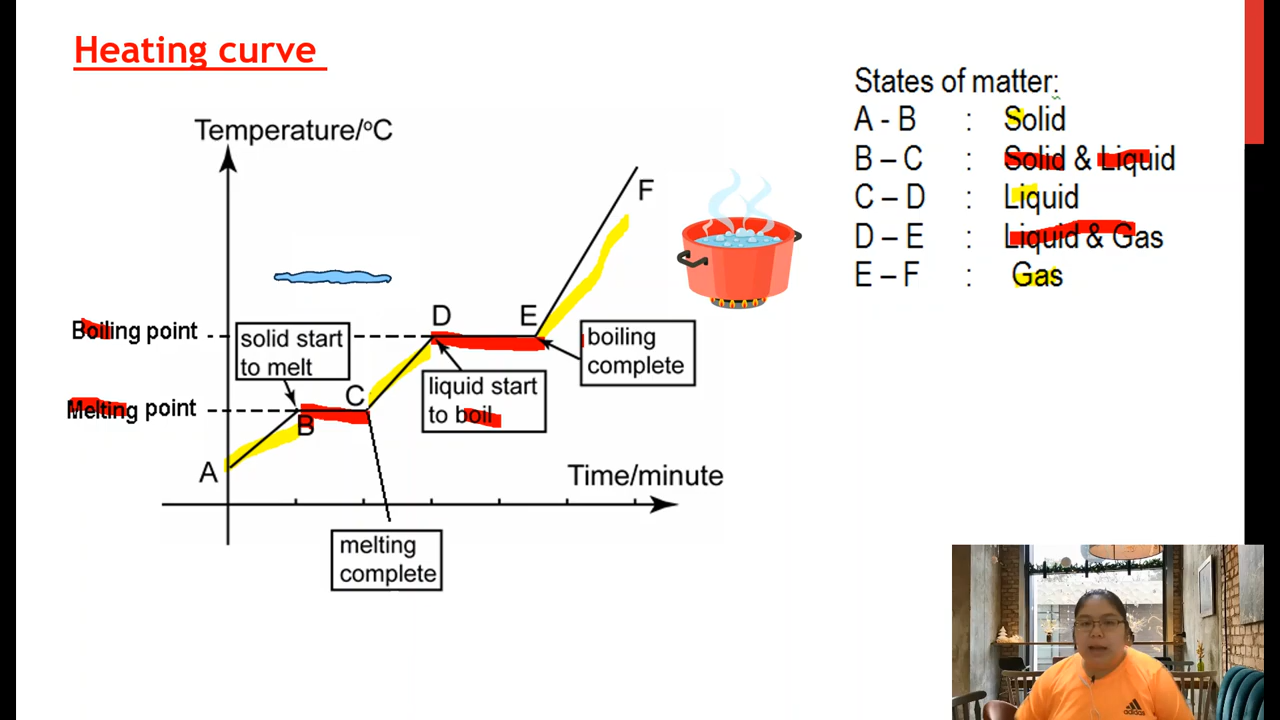 Heating curve
Temperature/°C
F
D
E
Boiling point
solid start
to melt
boiling
complete
C
liquid start
to boil
Melting point
B
A
Time/minute
melting
complete
States of matter:
A - B : Solid
B – C : Solid & Liquid
C – D : Liquid
D – E : Liquid & Gas
E – F : Gas
adidas